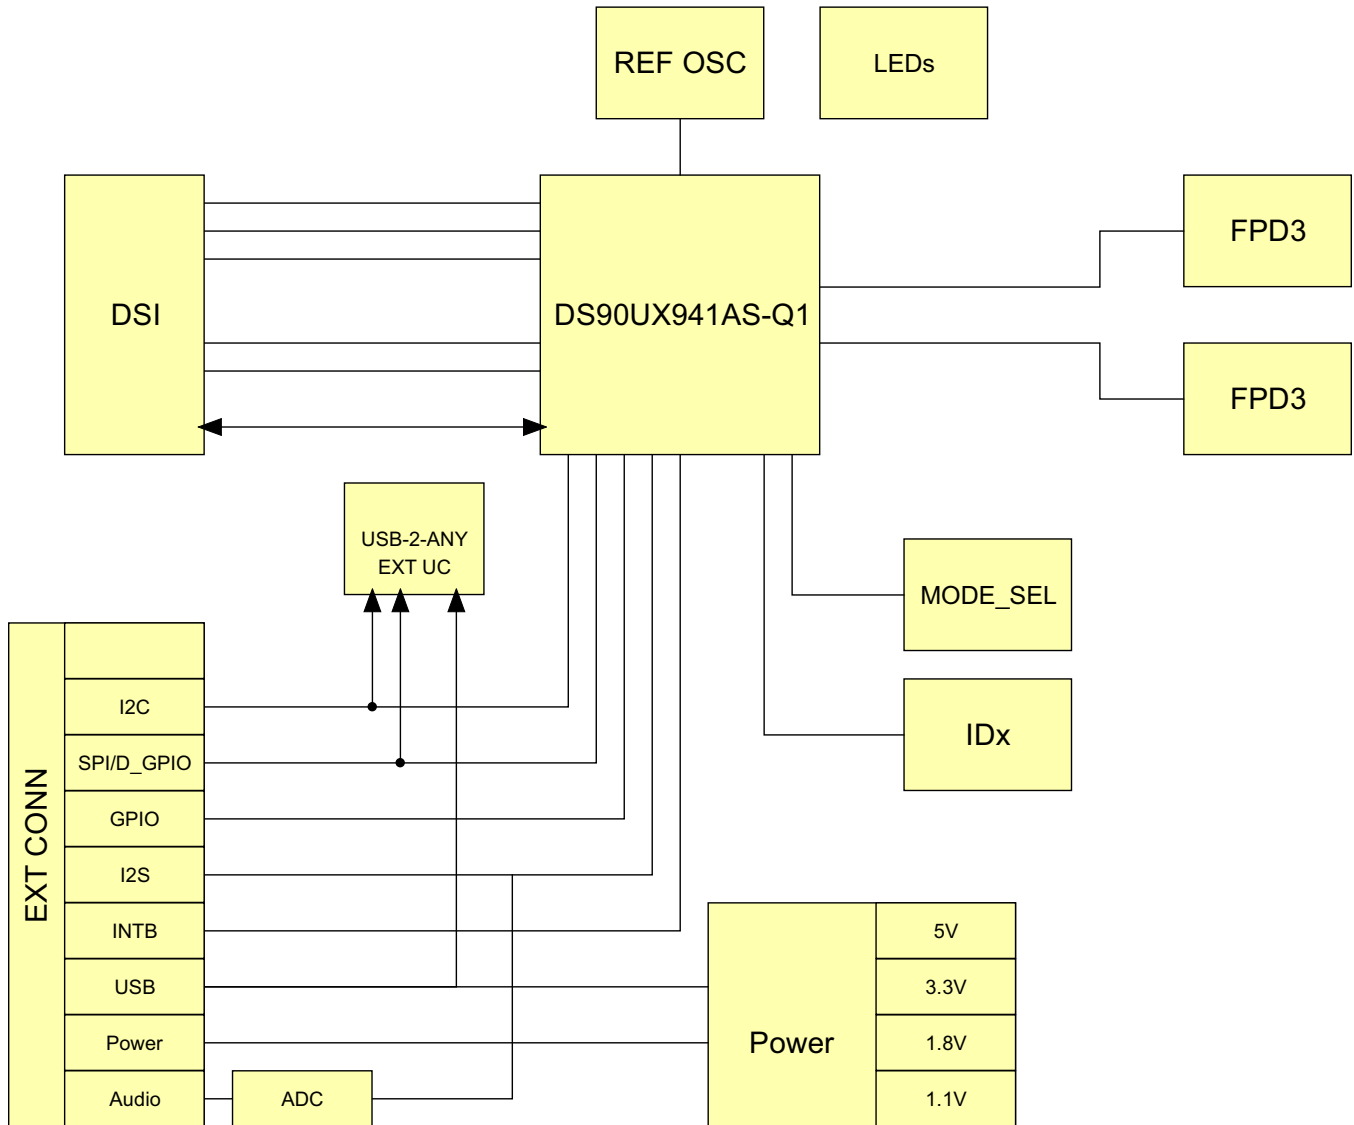 REF OSC
LEDs
DSI
DS90UX941AS-Q1
FPD3
FPD3
USB-2-ANY
EXT UC
MODE_SEL
IDx
EXT CONN
I2C
SPI/D_GPIO
GPIO
I2S
INTB
USB
Power
Audio
ADC
Power
5V
3.3V
1.8V
1.1V